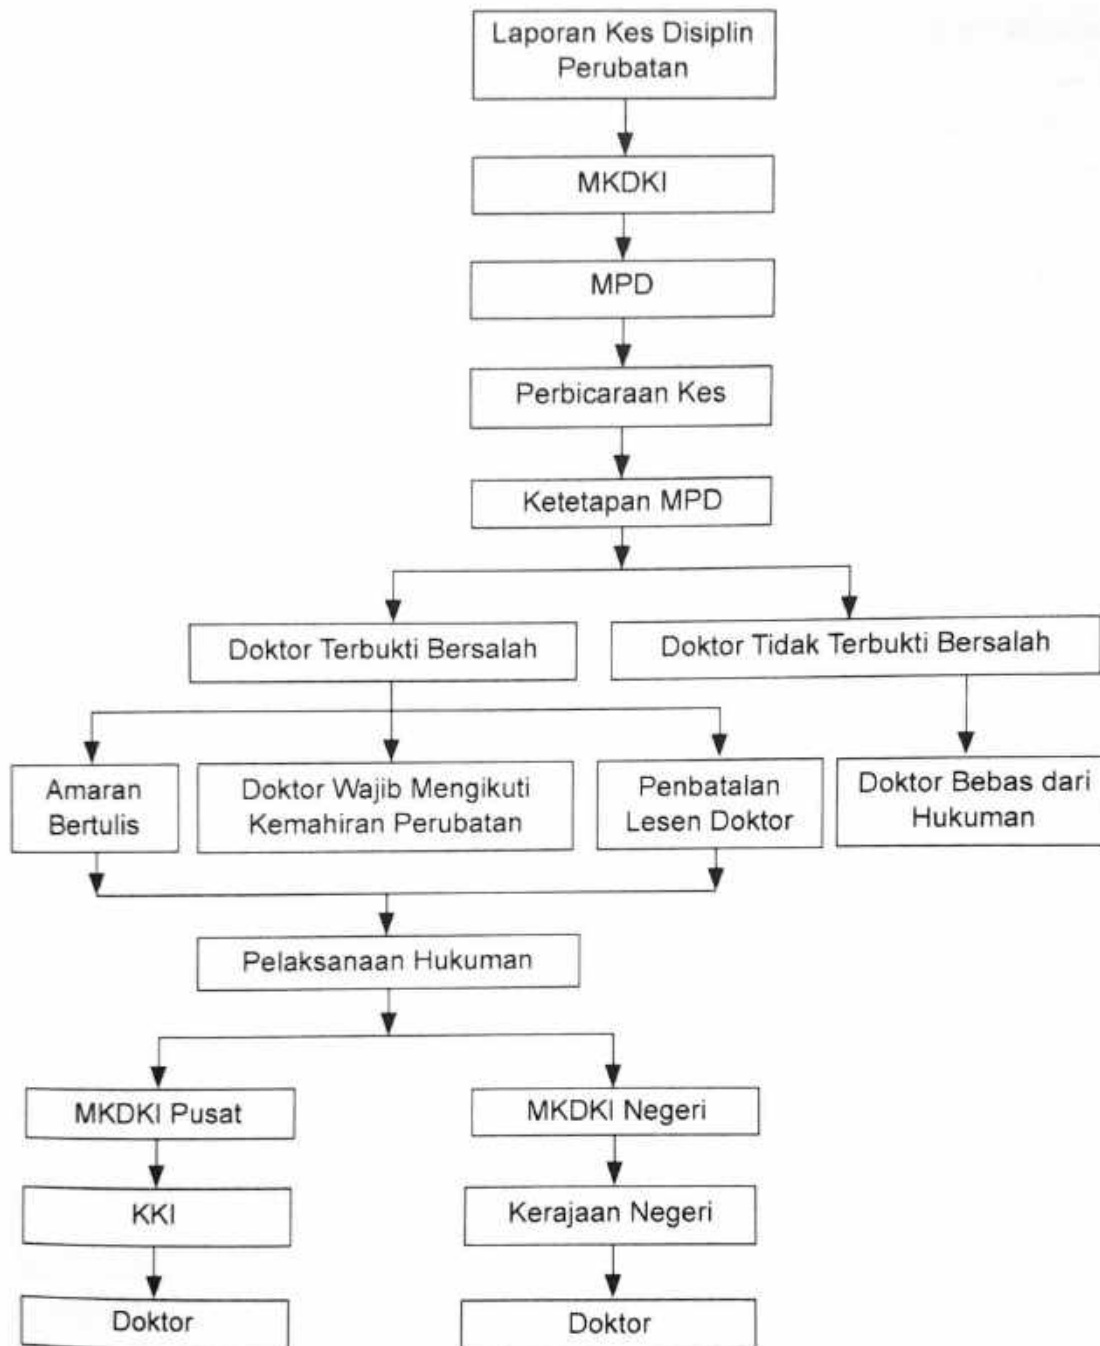 Laporan Kes Disiplin
Perubatan
MKDKI
MPD
Perbicaraan Kes
Ketetapan MPD
Doktor Terbukti Bersalah
Doktor Tidak Terbukti Bersalah
Amaran
Bertulis
Doktor Wajib Mengikuti
Kemahiran Perubatan
Penbatalan
Lesen Doktor
Doktor Bebas dari
Hukuman
Pelaksanaan Hukuman
MKDKI Pusat
MKDKI Negeri
KKI
Kerajaan Negeri
Doktor
Doktor